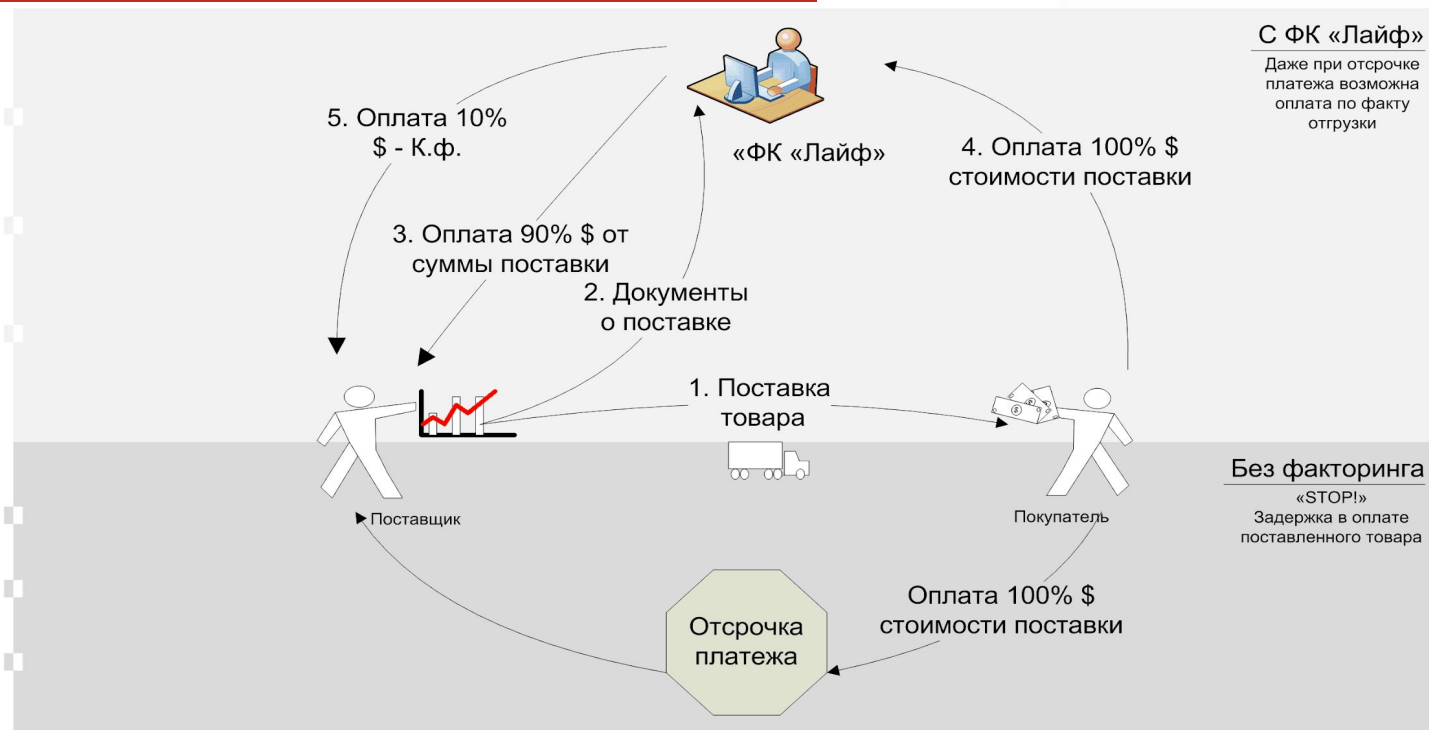 С ФК «Лайф»
Даже при отсрочке
платежа возможна
оплата по факту
отгрузки
5. Оплата 10%
$ - К.ф.
«ФК «Лайф»
4. Оплата 100% $
стоимости поставки
3. Оплата 90% $ от
суммы поставки
2. Документы
о поставке
1. Поставка
товара
Без факторинга
«STOP!»
Задержка в оплате
поставленного товара
Поставщик
Покупатель
Оплата 100% $
стоимости поставки
Отсрочка
платежа